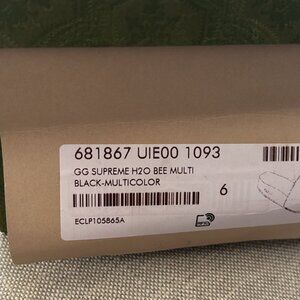 681867 UIE00 1093
GG SUPREME H2O BEE MULTI
BLACK-MULTICOLOR
6
ECLP105865A